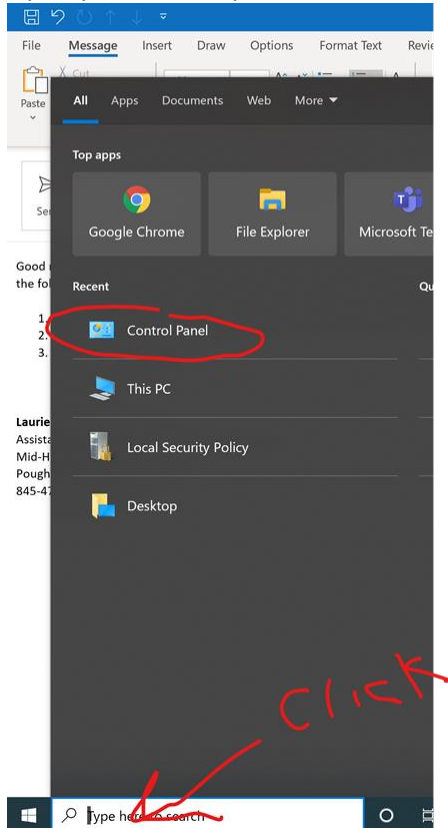 File Message Insert Draw Options Format Text
Cut
Paste
All Apps Documents Web More
Top apps
Google Chrome File Explorer Microsoft Te
Good
the fo
Recent
1.
2.
3.
Control Panel
This PC
Laurie
Assista
Mid-H
Pough
845-47
Local Security Policy
Desktop
Click
Type here to search